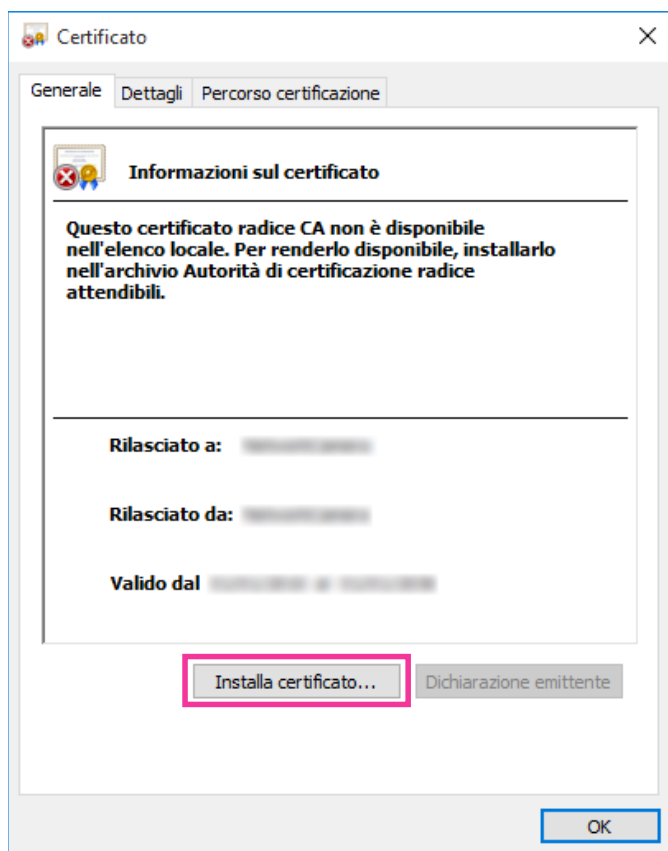 Certificato
Generale Dettagli Percorso certificazione
Informazioni sul certificato
Questo certificato radice CA non è disponibile
nell'elenco locale. Per renderlo disponibile, installarlo
nell'archivio Autorità di certificazione radice
attendibili.
Rilasciato a:
Rilasciato da:
Valido dal
Installa certificato... Dichiarazione emittente
OK